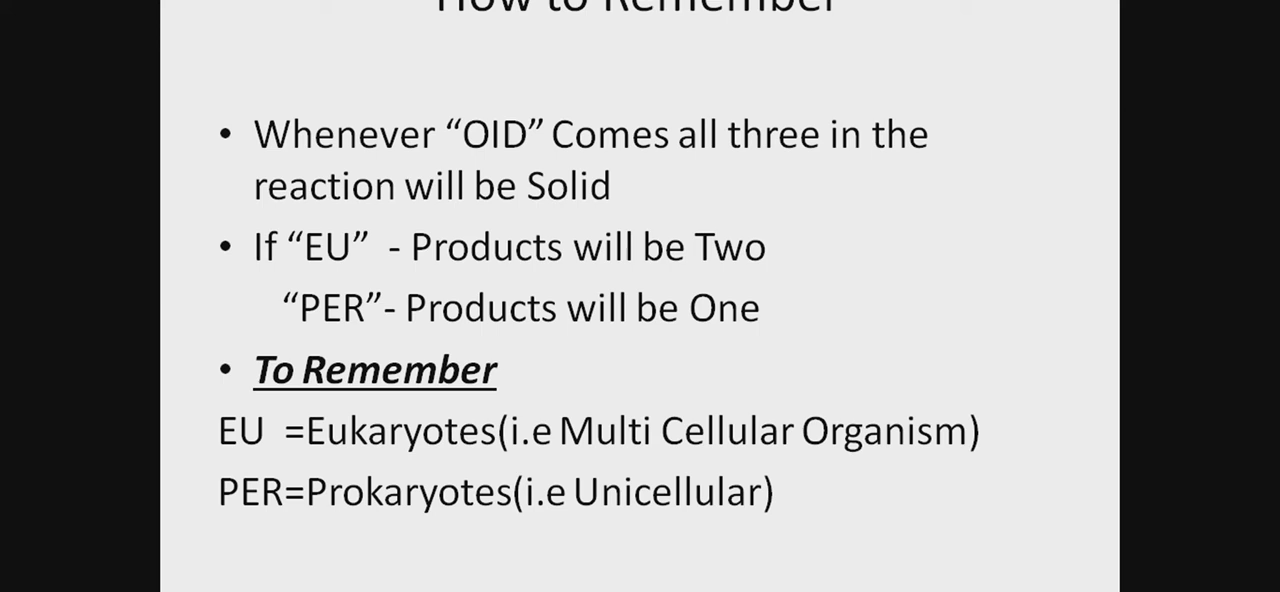 How to Remember
• Whenever “OID” Comes all three in the
reaction will be Solid
• If “EU”  - Products will be Two
“PER”- Products will be One
• To Remember
EU  =Eukaryotes(i.e Multi Cellular Organism)
PER=Prokaryotes(i.e Unicellular)